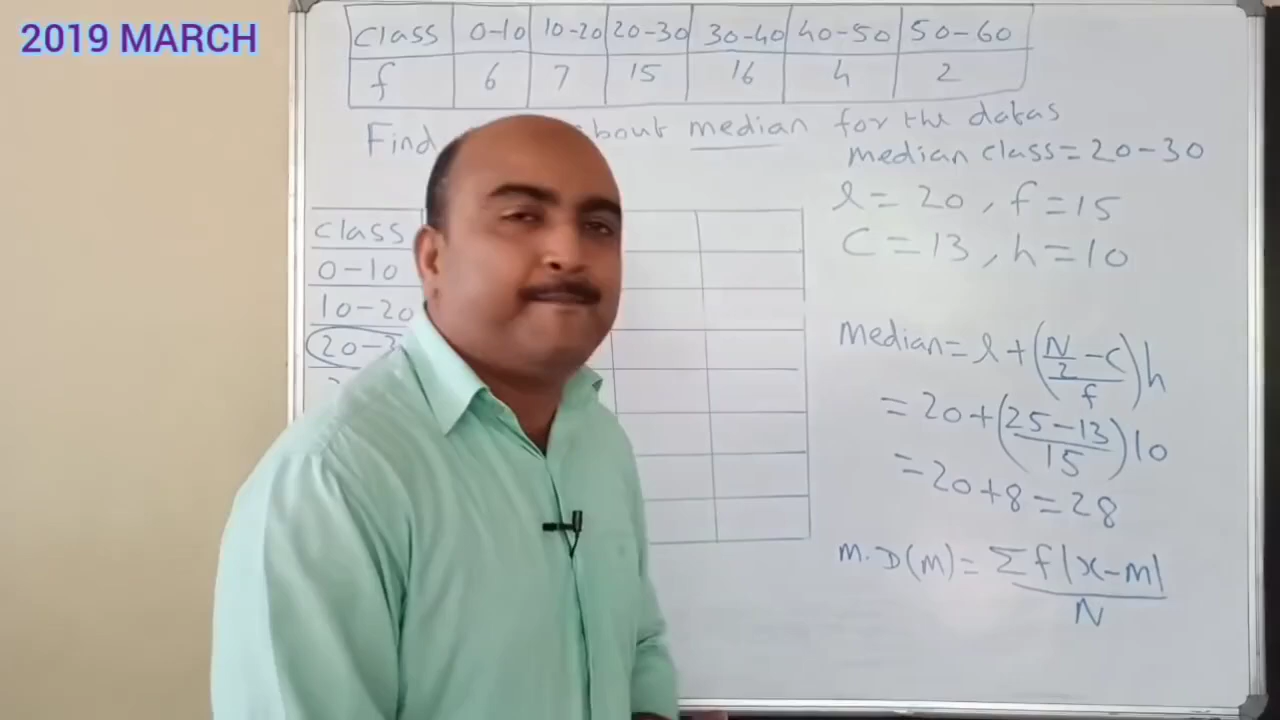 2019 MARCH
class 0-10 10-20 20-30 30-40 40-50 50-60
f 6 7 15 16 4 2
Find about median for the datas
median class = 20-30
l = 20, f = 15
C = 13, h = 10
class
0-10
10-20
20-3
Median = l + ((N/2 - C)/f) h
= 20 + ((25-13)/15) 10
= 20+8 = 28
M.D(M) = Σf|x-M| / N